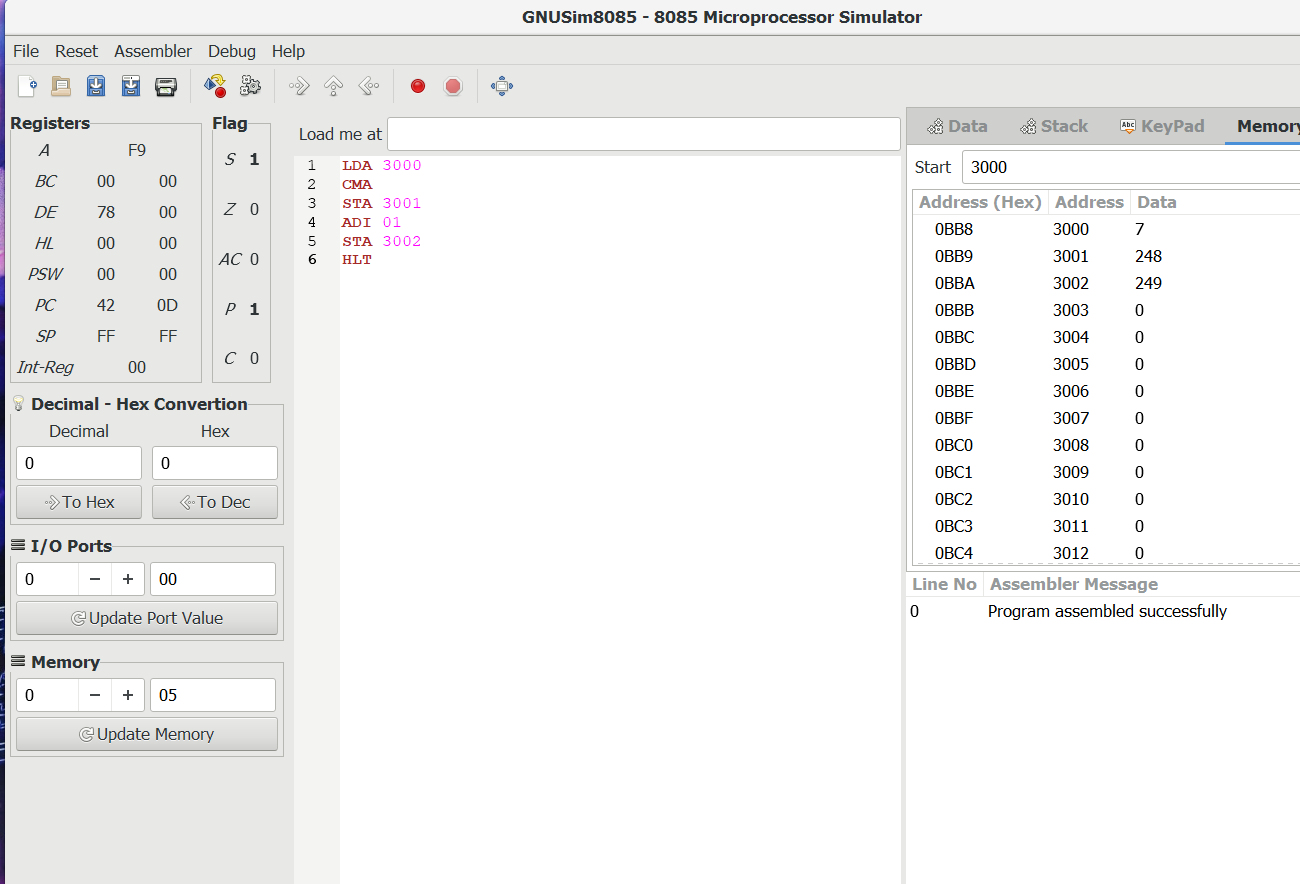 GNUSim8085 - 8085 Microprocessor Simulator
File Reset Assembler Debug Help
Registers
A F9
BC 00 00
DE 78 00
HL 00 00
PSW 00 00
PC 42 0D
SP FF FF
Int-Reg 00
Flag
S 1
Z 0
AC 0
P 1
C 0
Decimal - Hex Convertion
Decimal Hex
0 0
To Hex To Dec
I/O Ports
0 − + 00
Update Port Value
Memory
0 − + 05
Update Memory
Load me at
1 LDA 3000
2 CMA
3 STA 3001
4 ADI 01
5 STA 3002
6 HLT
Data Stack Abc KeyPad Memory
Start 3000
Address (Hex) Address Data
0BB8 3000 7
0BB9 3001 248
0BBA 3002 249
0BBB 3003 0
0BBC 3004 0
0BBD 3005 0
0BBE 3006 0
0BBF 3007 0
0BC0 3008 0
0BC1 3009 0
0BC2 3010 0
0BC3 3011 0
0BC4 3012 0
Line No Assembler Message
0 Program assembled successfully